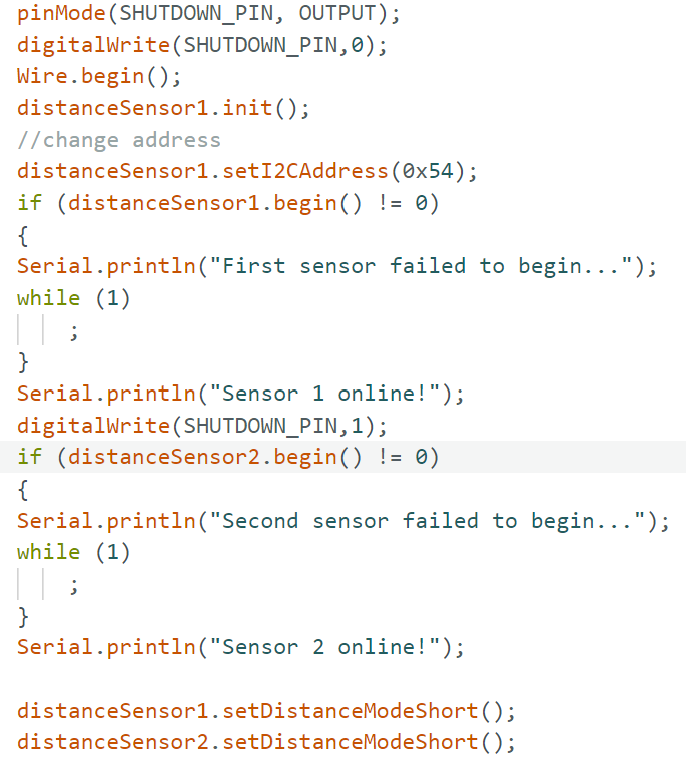 pinMode(SHUTDOWN_PIN, OUTPUT);
digitalWrite(SHUTDOWN_PIN,0);
Wire.begin();
distanceSensor1.init();
//change address
distanceSensor1.setI2CAddress(0x54);
if (distanceSensor1.begin() != 0)
{
Serial.println("First sensor failed to begin...");
while (1)
;
}
Serial.println("Sensor 1 online!");
digitalWrite(SHUTDOWN_PIN,1);
if (distanceSensor2.begin() != 0)
{
Serial.println("Second sensor failed to begin...");
while (1)
;
}
Serial.println("Sensor 2 online!");
distanceSensor1.setDistanceModeShort();
distanceSensor2.setDistanceModeShort();